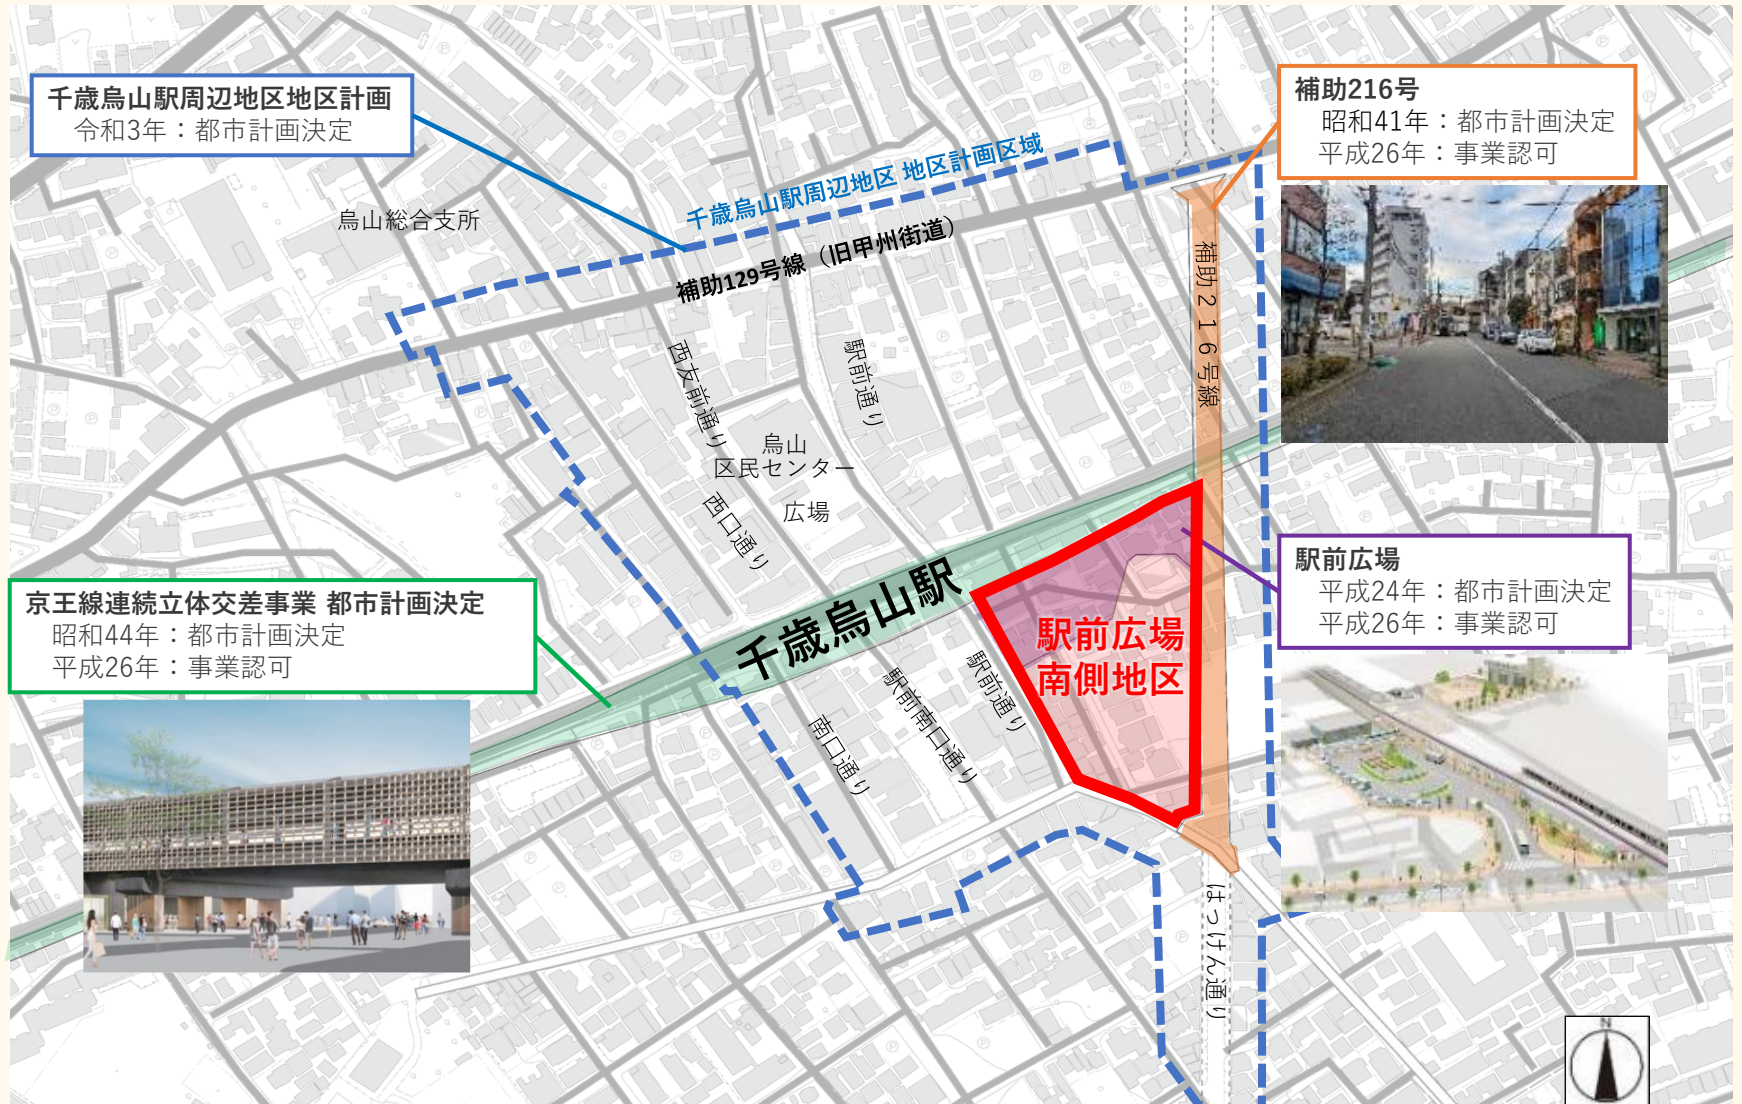 千歳烏山駅周辺地区地区計画
令和3年：都市計画決定
補助216号
昭和41年：都市計画決定
平成26年：事業認可
千歳烏山駅周辺地区 地区計画区域
補助129号線（旧甲州街道）
烏山総合支所
補助２１６号線
西友前通り
駅前通り
烏山
区民センター
広場
西口通り
千歳烏山駅
駅前広場
南側地区
駅前広場
平成24年：都市計画決定
平成26年：事業認可
京王線連続立体交差事業 都市計画決定
昭和44年：都市計画決定
平成26年：事業認可
駅前通り
駅前南口通り
南口通り
はっけん通り
N